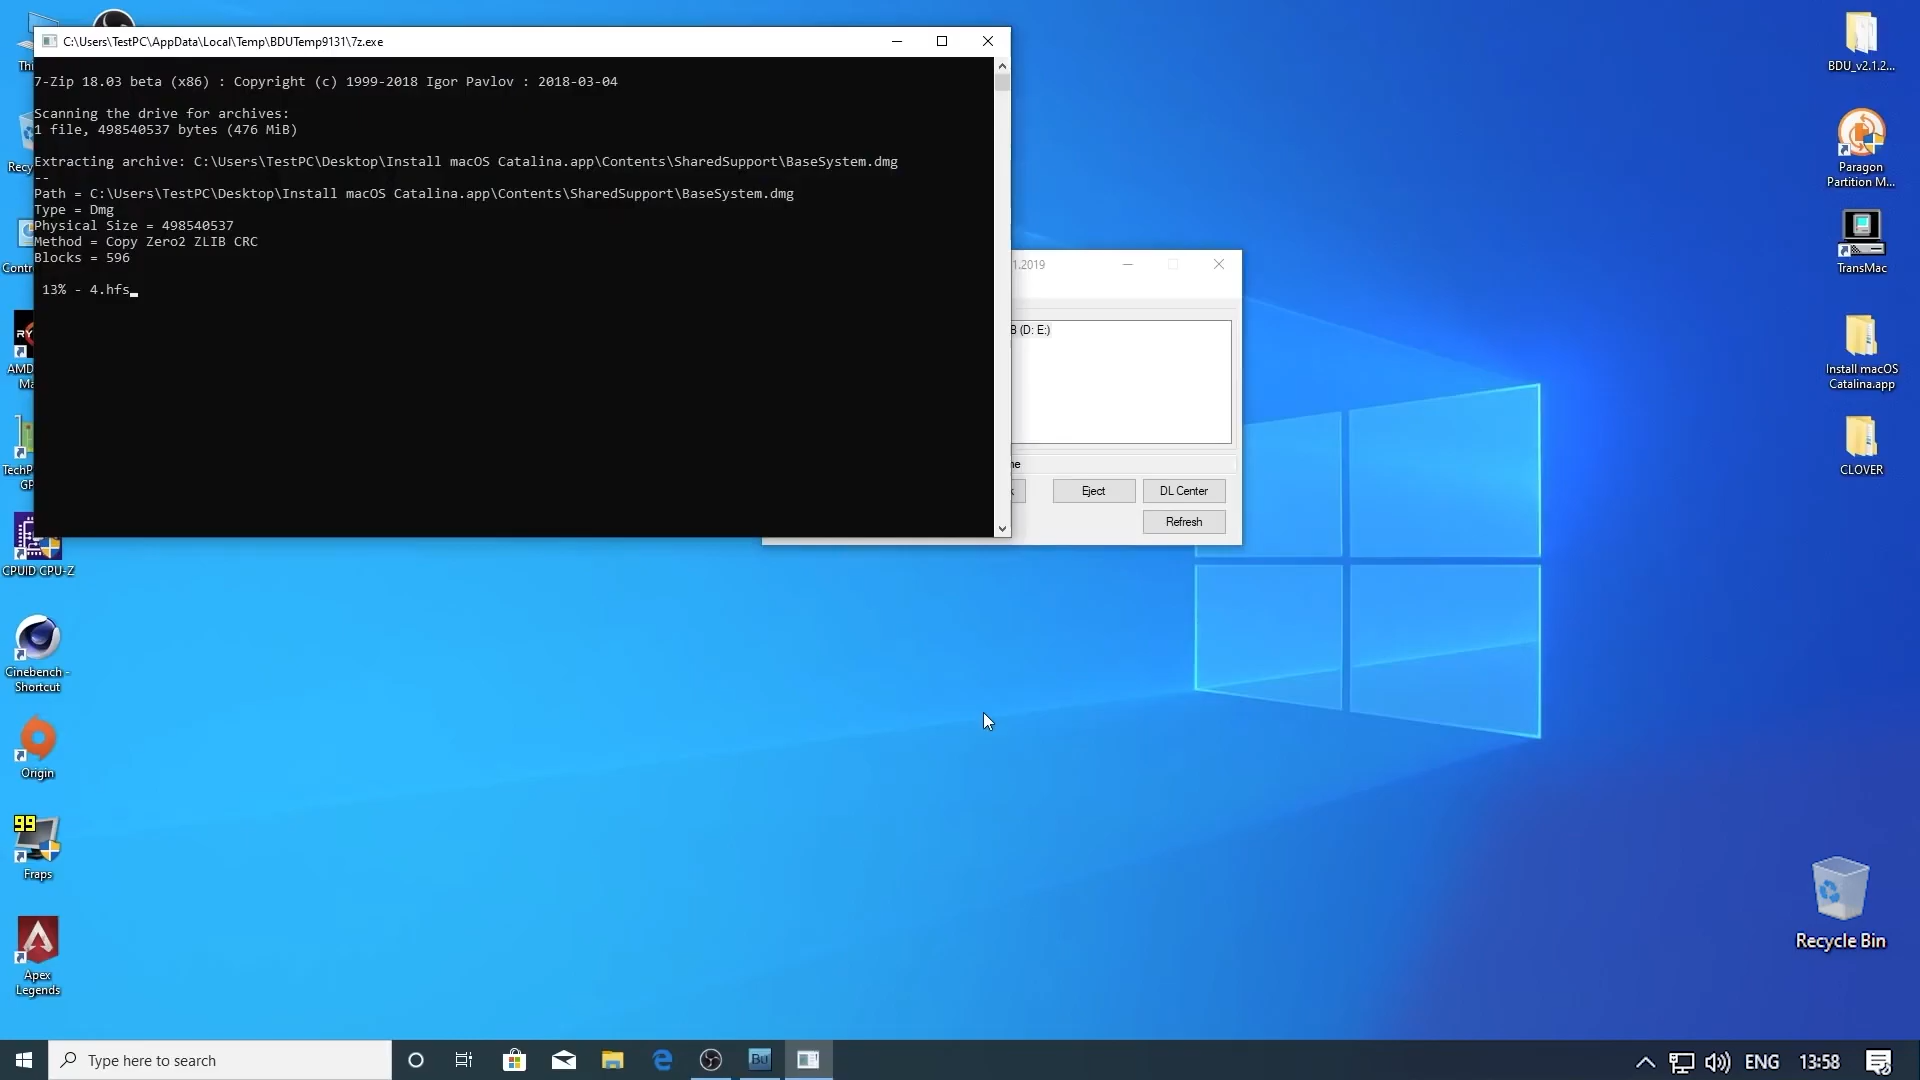 C:\Users\TestPC\AppData\Local\Temp\BDUTemp9131\7z.exe
7-Zip 18.03 beta (x86) : Copyright (c) 1999-2018 Igor Pavlov : 2018-03-04
Scanning the drive for archives:
1 file, 498540537 bytes (476 MiB)
Extracting archive: C:\Users\TestPC\Desktop\Install macOS Catalina.app\Contents\SharedSupport\BaseSystem.dmg
--
Path = C:\Users\TestPC\Desktop\Install macOS Catalina.app\Contents\SharedSupport\BaseSystem.dmg
Type = Dmg
Physical Size = 498540537
Method = Copy Zero2 ZLIB CRC
Blocks = 596
13% - 4.hfs
1.2019
B (D: E:)
Eject
DL Center
Refresh
CPUID CPU-Z
Cinebench -
Shortcut
Origin
99
Fraps
Apex
Legends
BDU_v2.1.2...
Paragon
Partition M...
TransMac
Install macOS
Catalina.app
CLOVER
Recycle Bin
Type here to search
Bu
ENG
13:58